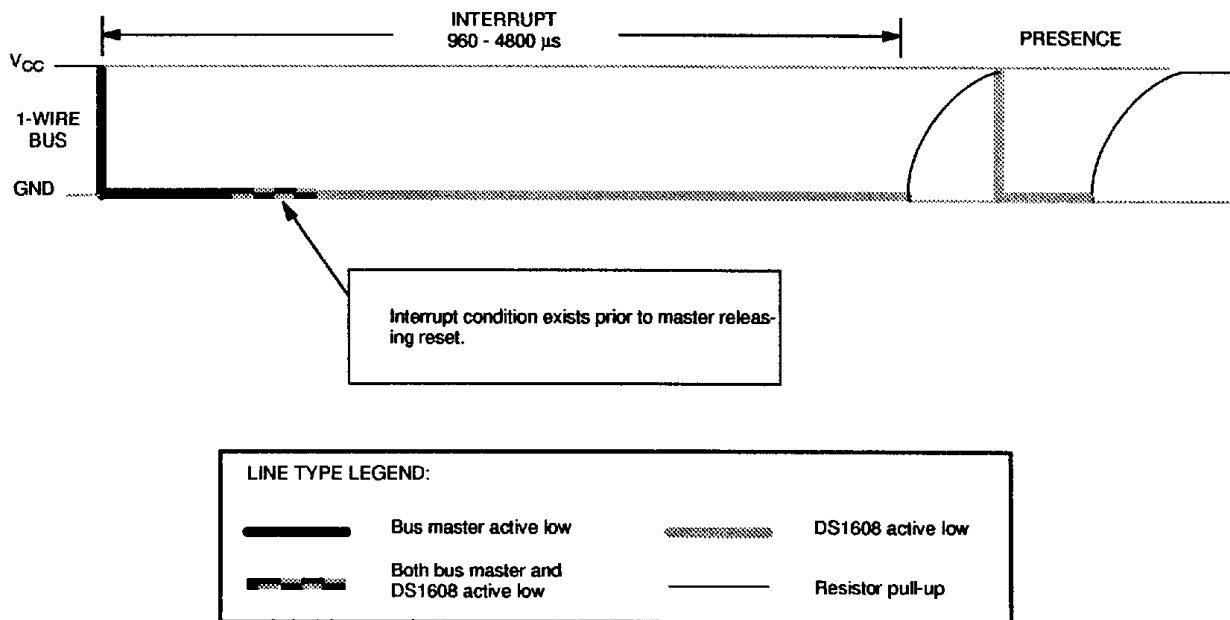 INTERRUPT
960 - 4800 µs
PRESENCE
VCC
1-WIRE
BUS
GND
Interrupt condition exists prior to master releas-
ing reset.
LINE TYPE LEGEND:
Bus master active low
DS1608 active low
Both bus master and
DS1608 active low
Resistor pull-up